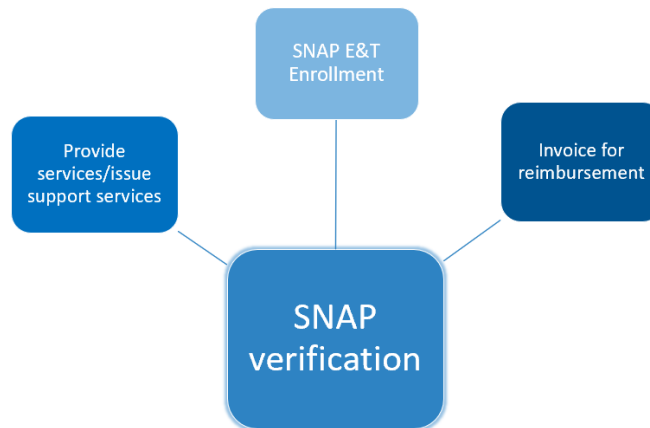 SNAP E&T
Enrollment
Provide
services/issue
support services
Invoice for
reimbursement
SNAP
verification